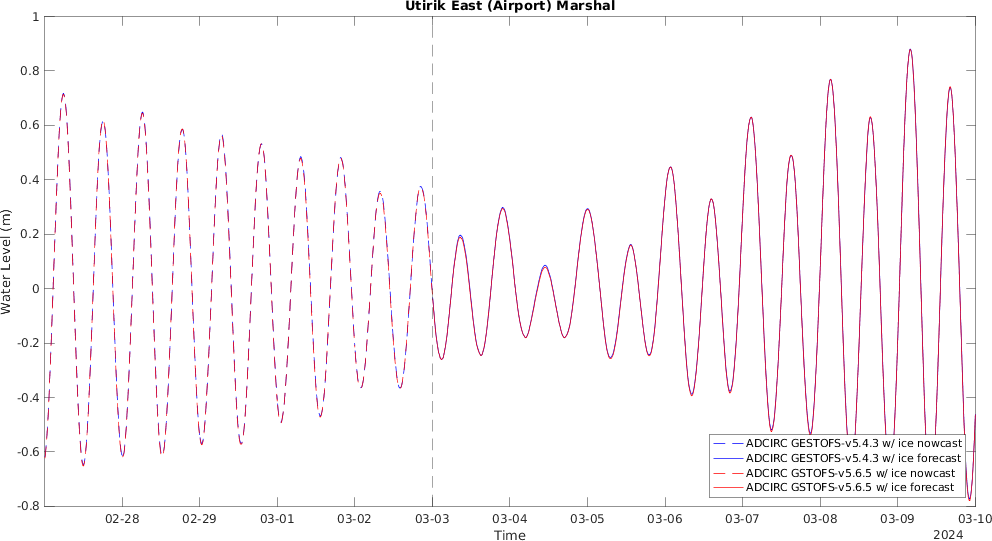 Utirik East (Airport) Marshal
1
0.8
0.6
0.4
0.2
0
-0.2
-0.4
-0.6
-0.8
Water Level (m)
ADCIRC GESTOFS-v5.4.3 w/ ice nowcast
ADCIRC GESTOFS-v5.4.3 w/ ice forecast
ADCIRC GSTOFS-v5.6.5 w/ ice nowcast
ADCIRC GSTOFS-v5.6.5 w/ ice forecast
02-28 02-29 03-01 03-02 03-03 03-04 03-05 03-06 03-07 03-08 03-09 03-10
Time
2024